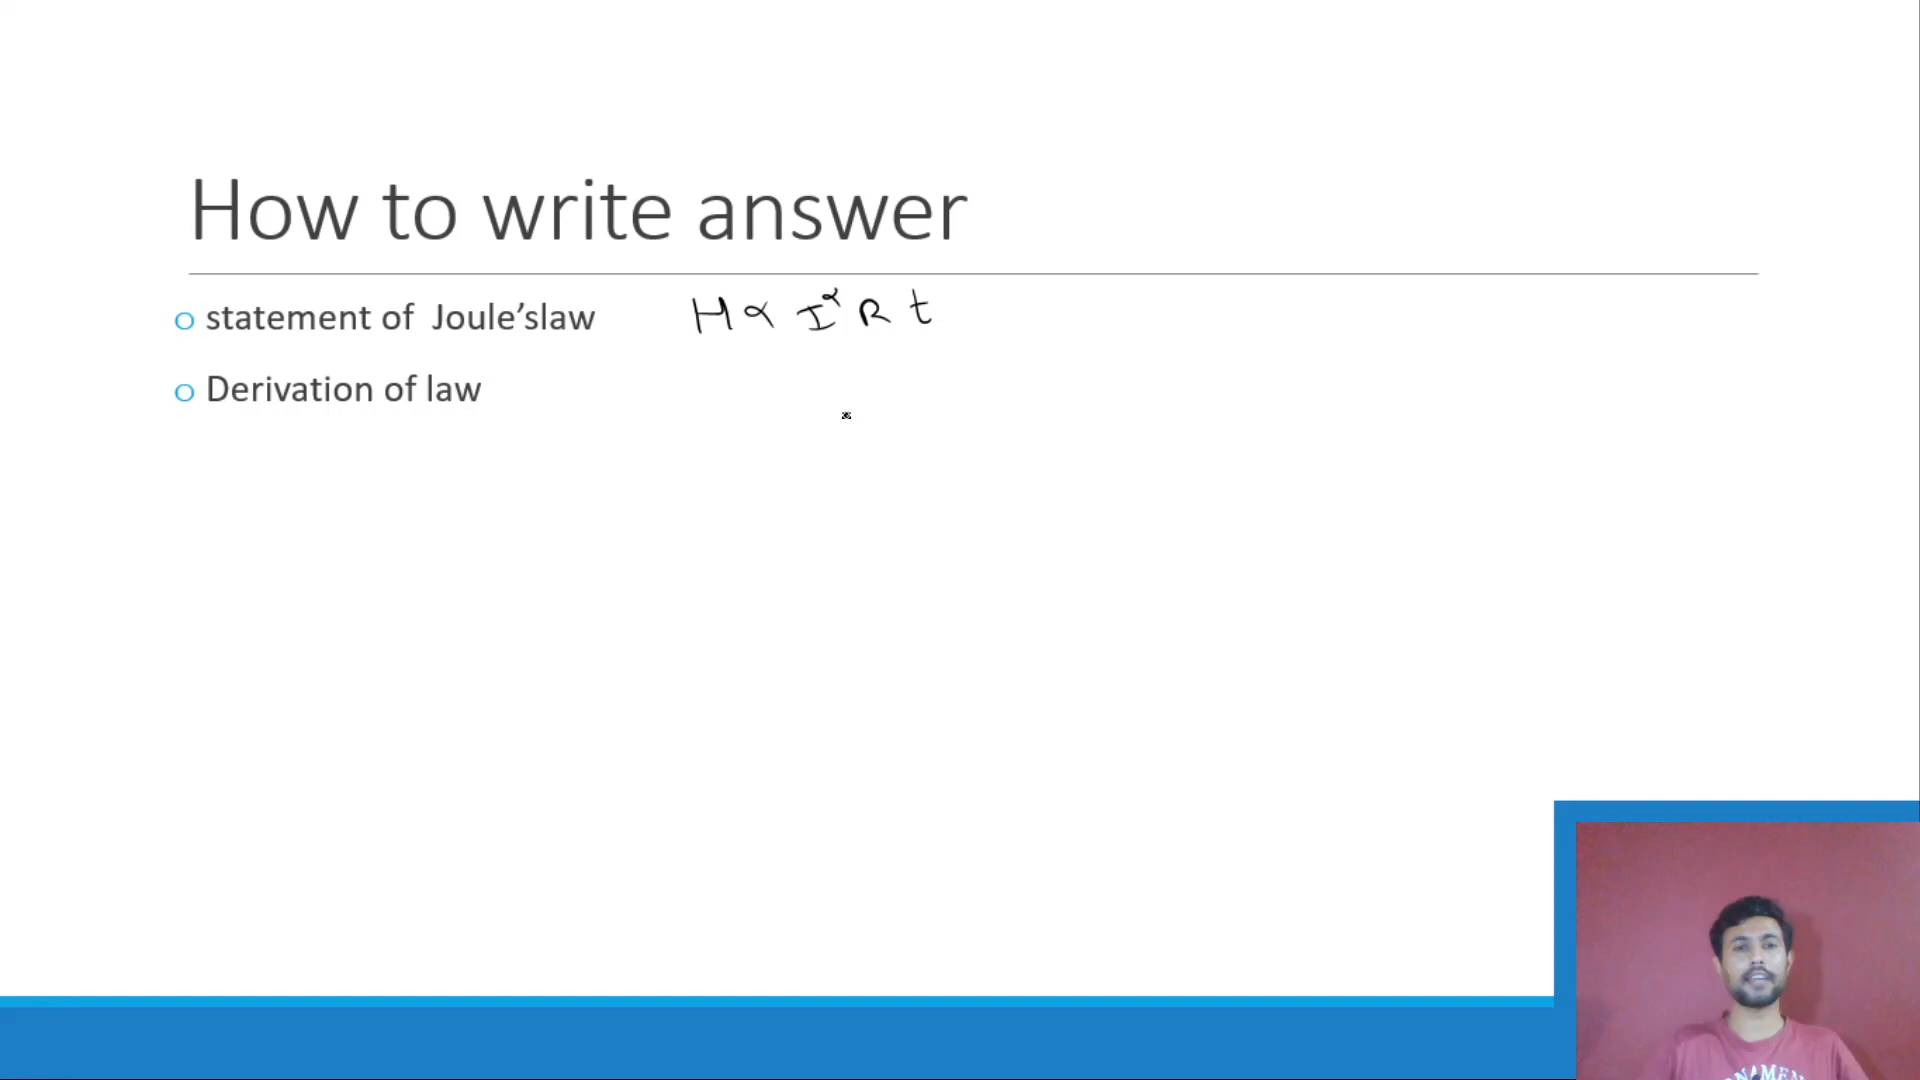 How to write answer
o statement of Joule’slaw H ∝ I² R t
o Derivation of law